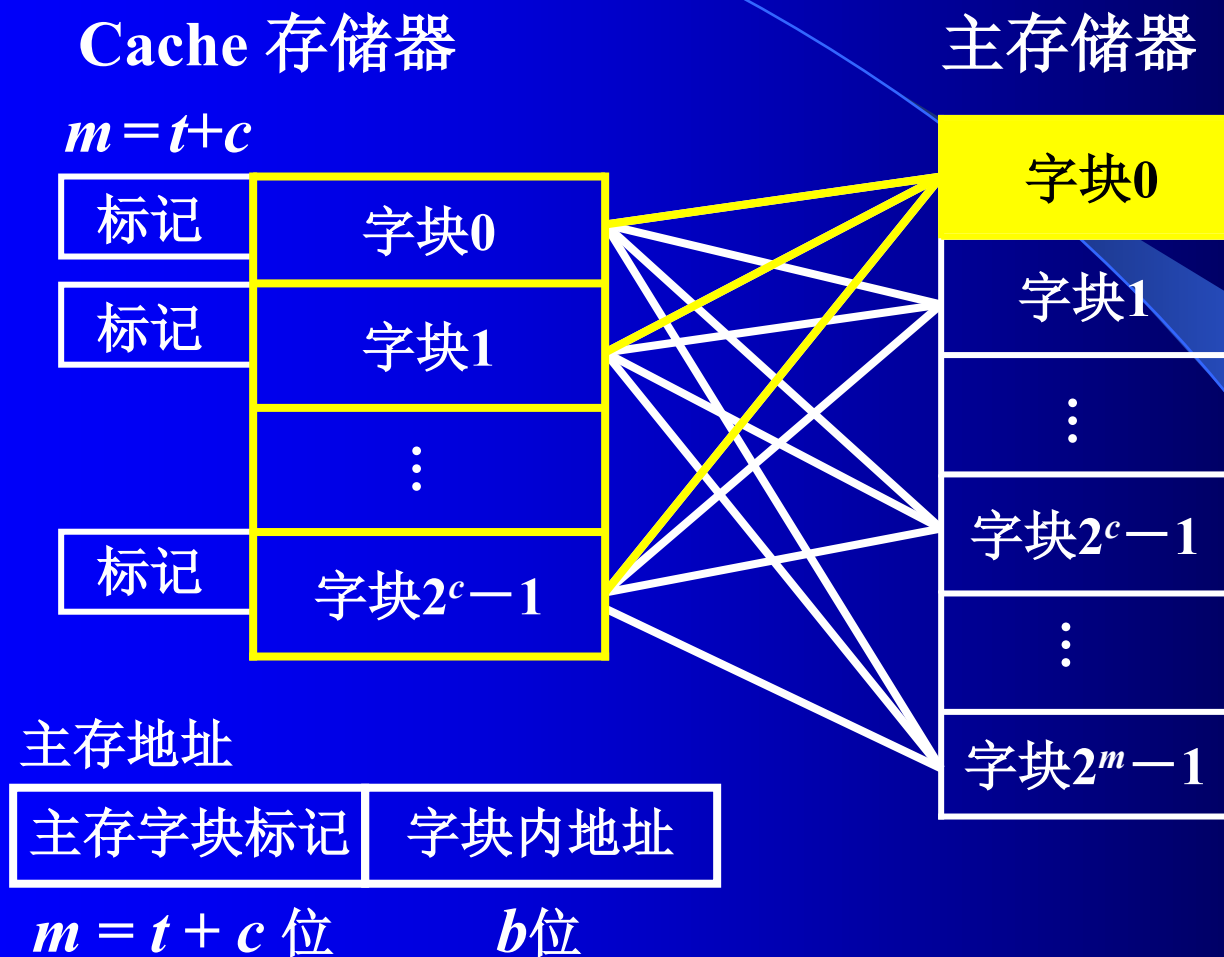 Cache 存储器
主存储器
m = t+c
标记
字块0
标记
字块1
⋮
标记
字块2ᶜ－1
字块0
字块1
⋮
字块2ᶜ－1
⋮
字块2ᵐ－1
主存地址
主存字块标记 字块内地址
m = t + c 位 b位